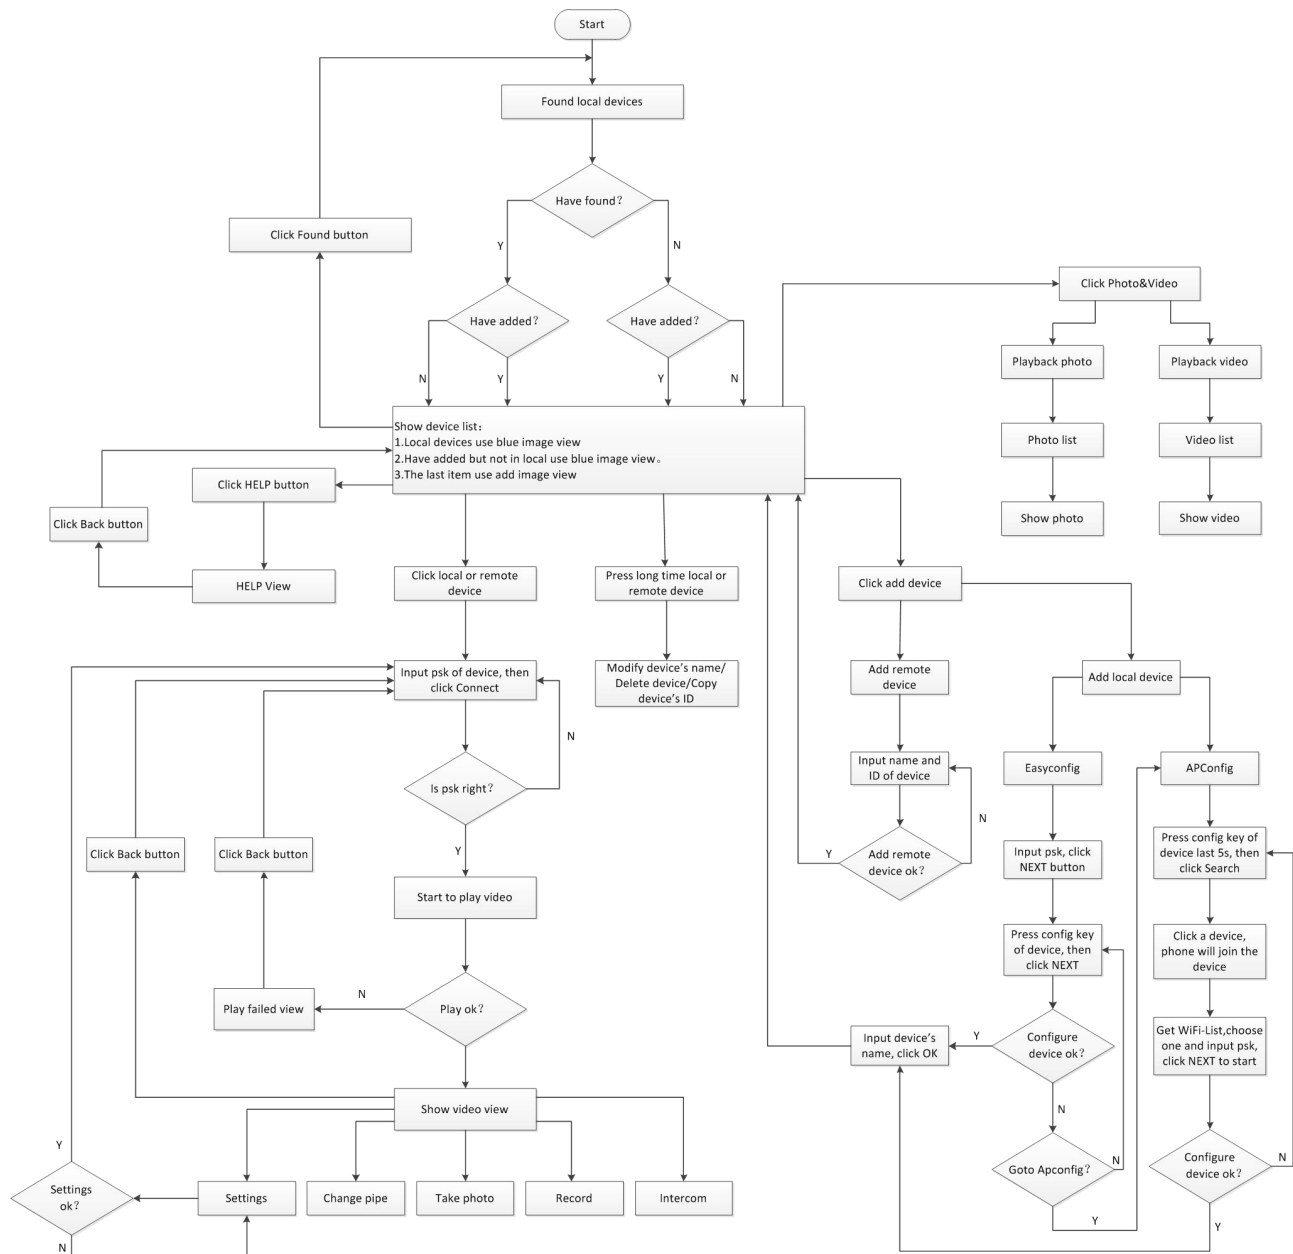 Start
Found local devices
Have found？
Click Found button
Y
N
Click Photo&Video
Have added？
Have added？
Playback photo
Playback video
N
Y
Y
N
Show device list：
1.Local devices use blue image view
2.Have added but not in local use blue image view。
3.The last item use add image view
Photo list
Video list
Click HELP button
Click Back button
Show photo
Show video
HELP View
Click local or remote
device
Press long time local or
remote device
Click add device
Input psk of device, then
click Connect
Modify device's name/
Delete device/Copy
device's ID
Add remote
device
Add local device
N
Is psk right？
Input name and
ID of device
Easyconfig
APConfig
N
Click Back button
Click Back button
Y
Y
Add remote
device ok？
Input psk, click
NEXT button
Press config key of
device last 5s, then
click Search
Start to play video
Press config key
of device, then
click NEXT
Click a device,
phone will join the
device
Play failed view
N
Play ok？
Input device's
name, click OK
Y
Configure
device ok？
Get WiFi-List,choose
one and input psk,
click NEXT to start
Show video view
N
N
Y
Goto Apconfig？
N
Configure
device ok？
N
Settings
ok？
Settings
Change pipe
Take photo
Record
Intercom
Y
Y
N